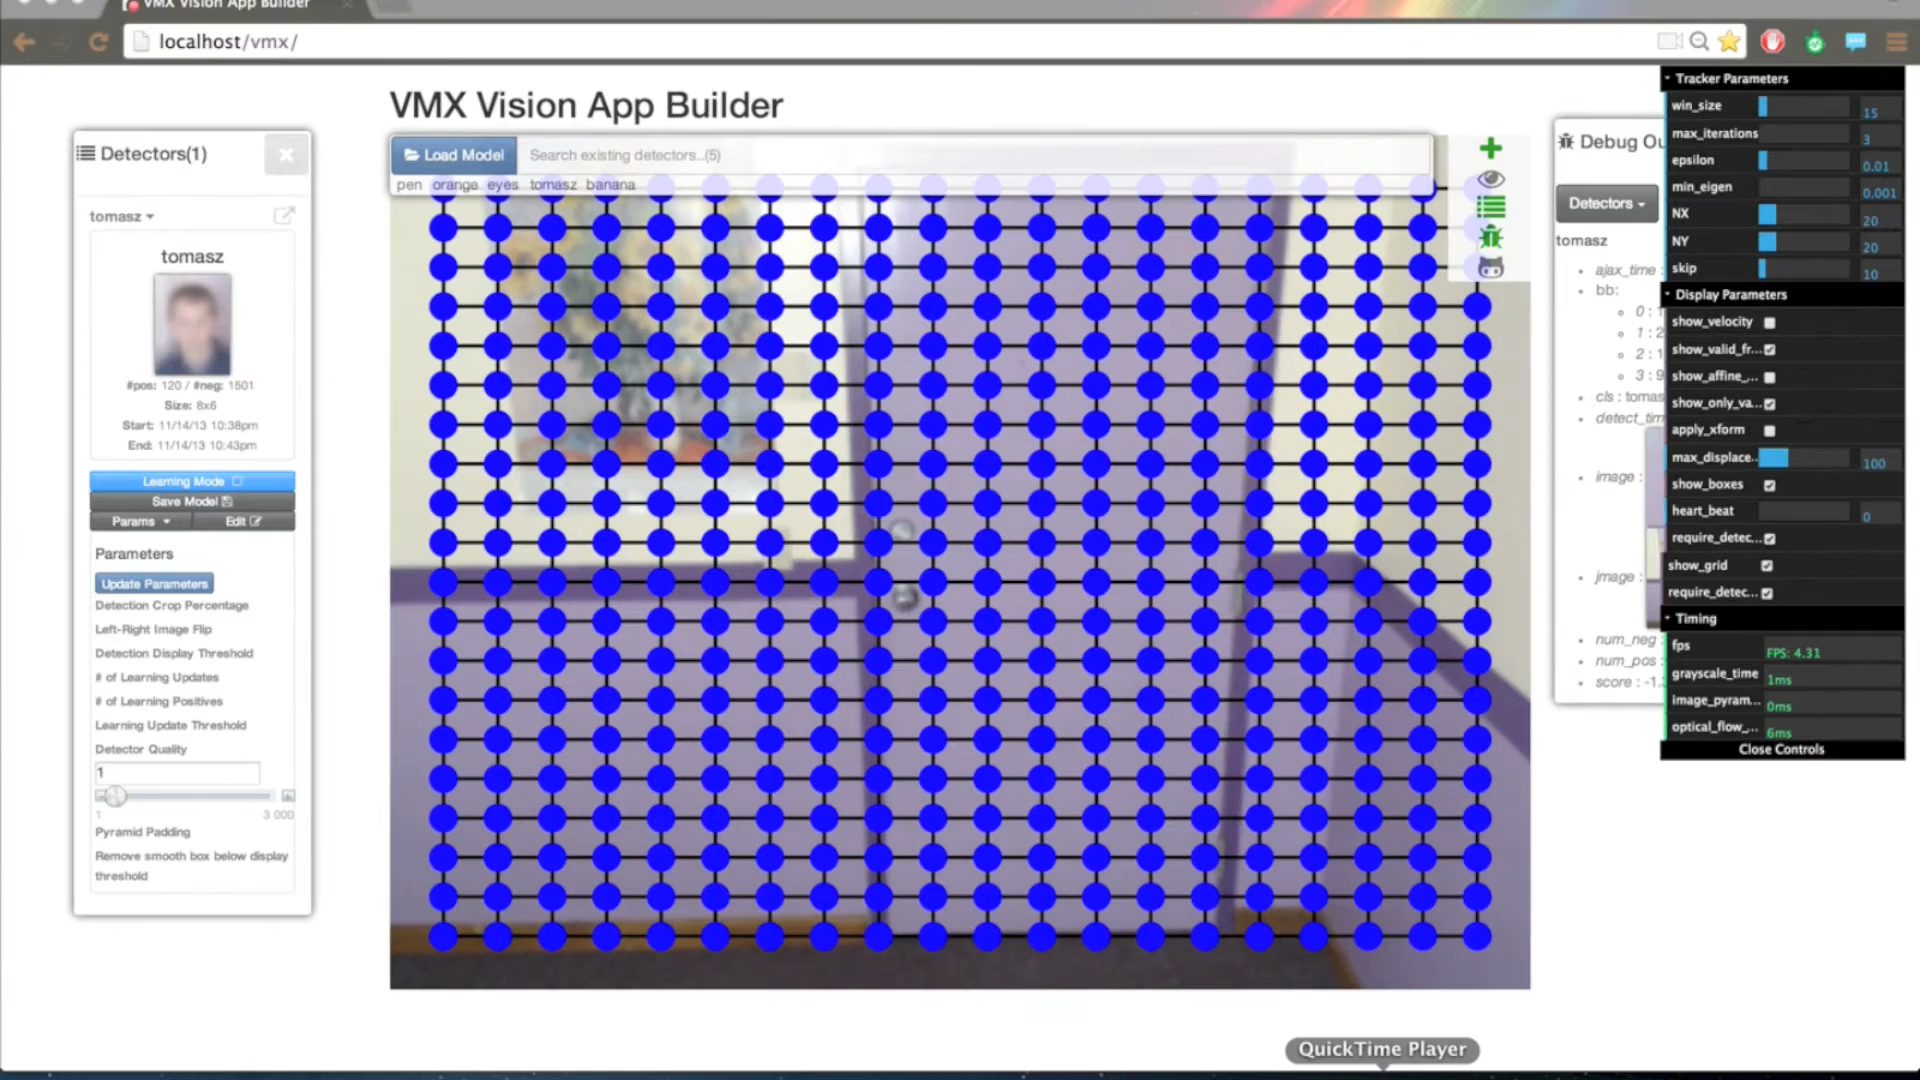 VMX Vision App Builder
localhost/vmx/
VMX Vision App Builder
Detectors(1)
tomasz
tomasz
#pos: 120 / #neg: 1501
Size: 8x6
Start: 11/14/13 10:38pm
End: 11/14/13 10:43pm
Learning Mode
Save Model
Params
Edit
Parameters
Update Parameters
Detection Crop Percentage
Left-Right Image Flip
Detection Display Threshold
# of Learning Updates
# of Learning Positives
Learning Update Threshold
Detector Quality
1
1 3 000
Pyramid Padding
Remove smooth box below display
threshold
Load Model
Search existing detectors...(5)
pen orange eyes tomasz banana
Debug Ou
Detectors
tomasz
ajax_time :
bb:
0 : 1
1 : 2
2 : 1
3 : 9
cls : tomas
detect_tim
image :
jmage :
num_neg :
num_pos :
score : -1.
Tracker Parameters
win_size 15
max_iterations 3
epsilon 0.01
min_eigen 0.001
NX 20
NY 20
skip 10
Display Parameters
show_velocity
show_valid_fr...
show_affine_...
show_only_va...
apply_xform
max_displace... 100
show_boxes
heart_beat 0
require_detec...
show_grid
require_detec...
Timing
fps FPS: 4.31
grayscale_time 1ms
image_pyram... 0ms
optical_flow_... 6ms
Close Controls
QuickTime Player